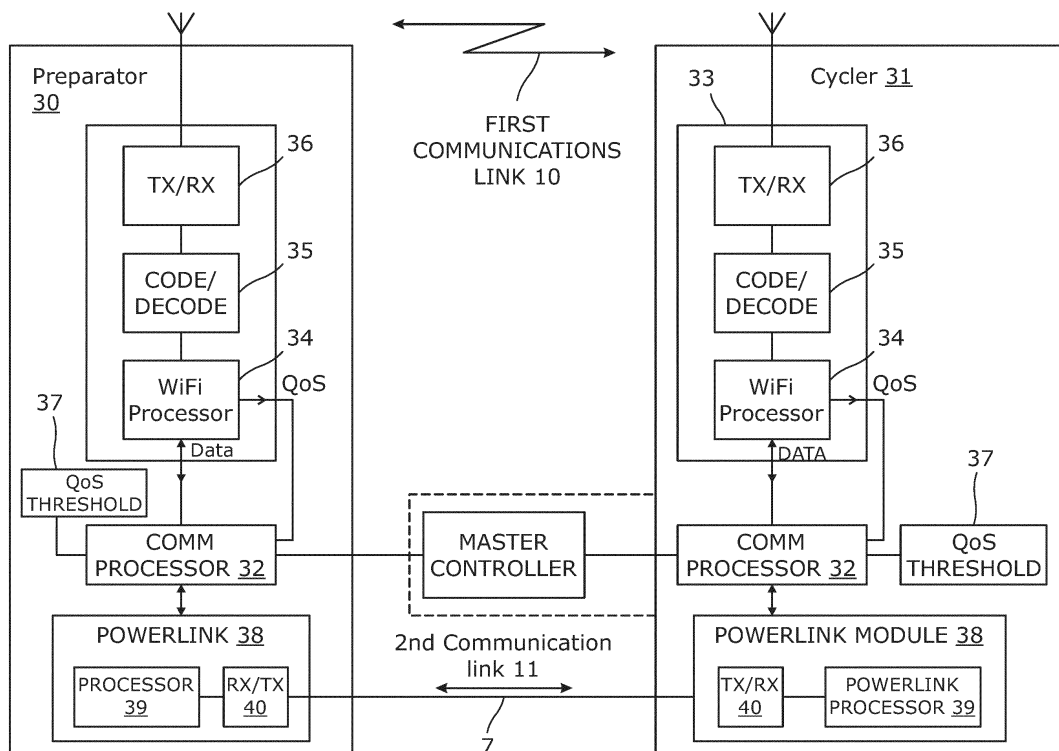 Preparator
30
36
TX/RX
35
CODE/
DECODE
34
WiFi
Processor
QoS
Data
37
QoS
THRESHOLD
COMM
PROCESSOR 32
POWERLINK 38
PROCESSOR
39
RX/TX
40
FIRST
COMMUNICATIONS
LINK 10
MASTER
CONTROLLER
2nd Communication
link 11
7
Cycler 31
33
36
TX/RX
35
CODE/
DECODE
34
WiFi
Processor
QoS
DATA
37
QoS
THRESHOLD
COMM
PROCESSOR 32
POWERLINK MODULE 38
TX/RX
40
POWERLINK
PROCESSOR 39